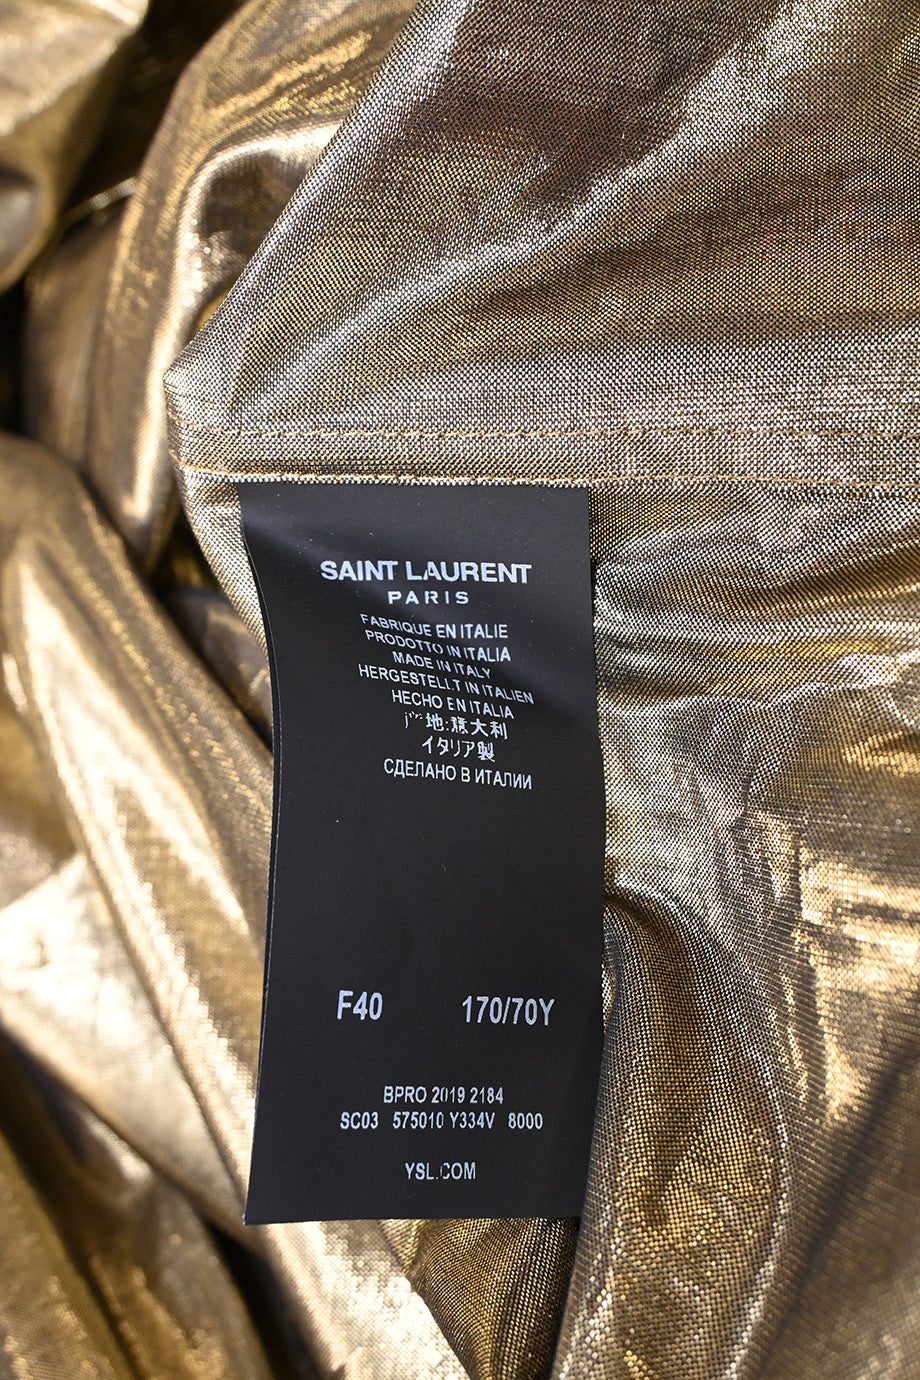 SAINT LAURENT
PARIS
FABRIQUE EN ITALIE
PRODOTTO IN ITALIA
MADE IN ITALY
HERGESTELLT IN ITALIEN
HECHO EN ITALIA
产地:意大利
イタリア製
СДЕЛАНО В ИТАЛИИ
F40 170/70Y
BPRO 2019 2184
SC03 575010 Y334V 8000
YSL.COM